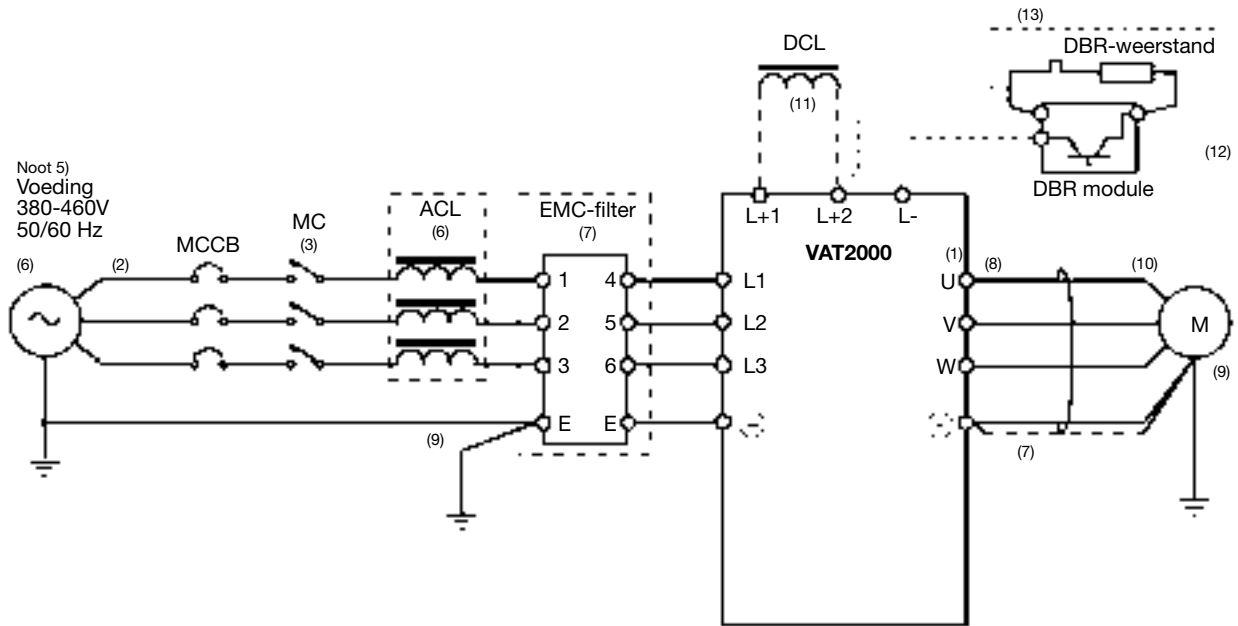 (13)
DBR-weerstand
DCL
(11)
(12)
DBR module
Noot 5)
Voeding
380-460V
50/60 Hz
(6)
(2)
MCCB
MC
(3)
ACL
(6)
EMC-filter
(7)
L+1
L+2
L-
VAT2000
(1)
(8)
(10)
1
4
L1
U
2
5
L2
V
M
3
6
L3
W
(9)
E
E
(9)
(7)